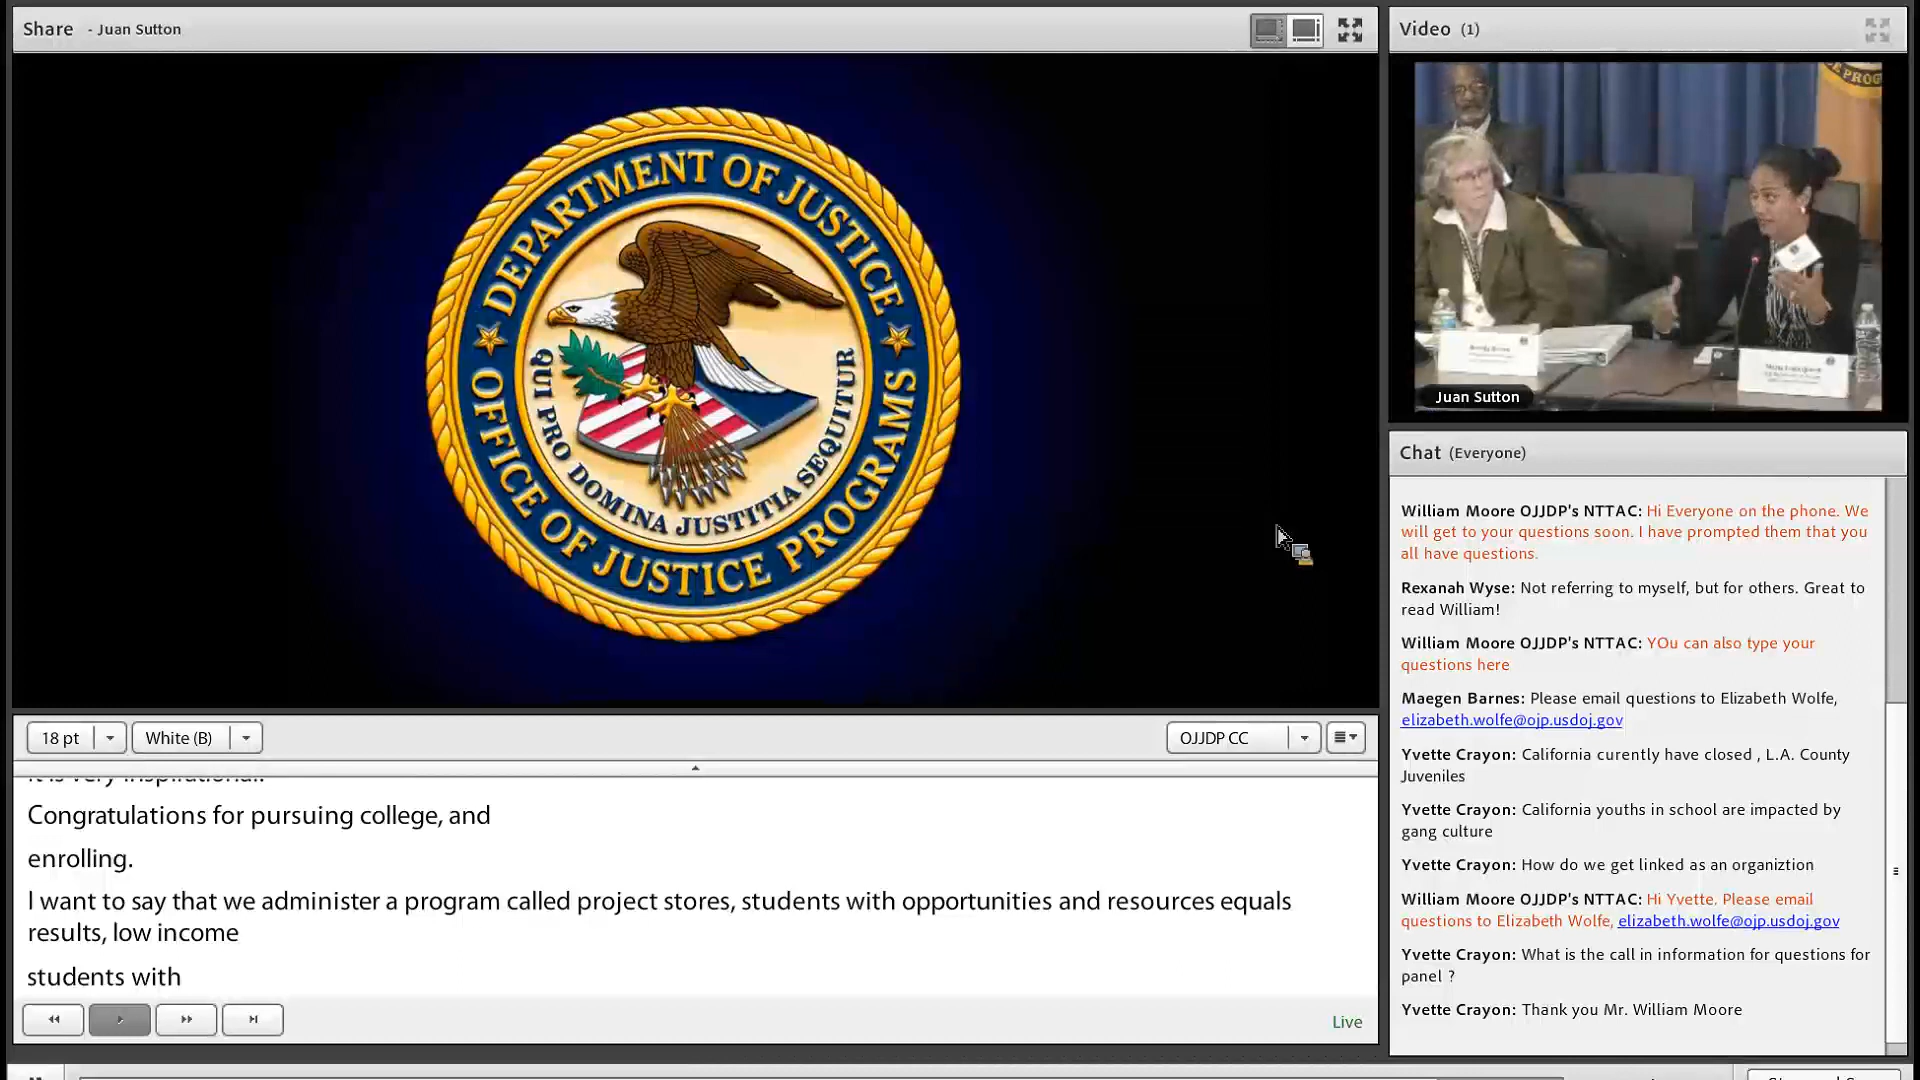 Share - Juan Sutton
DEPARTMENT OF JUSTICE
OFFICE OF JUSTICE PROGRAMS
QUI PRO DOMINA JUSTITIA SEQUITUR
18 pt
White (B)
OJJDP CC
It is very inspirational.
Congratulations for pursuing college, and
enrolling.
I want to say that we administer a program called project stores, students with opportunities and resources equals
results, low income
students with
Live
Video (1)
Juan Sutton
Chat (Everyone)
William Moore OJJDP's NTTAC: Hi Everyone on the phone. We
will get to your questions soon. I have prompted them that you
all have questions.
Rexanah Wyse: Not referring to myself, but for others. Great to
read William!
William Moore OJJDP's NTTAC: YOu can also type your
questions here
Maegen Barnes: Please email questions to Elizabeth Wolfe,
elizabeth.wolfe@ojp.usdoj.gov
Yvette Crayon: California curently have closed , L.A. County
Juveniles
Yvette Crayon: California youths in school are impacted by
gang culture
Yvette Crayon: How do we get linked as an organiztion
William Moore OJJDP's NTTAC: Hi Yvette. Please email
questions to Elizabeth Wolfe, elizabeth.wolfe@ojp.usdoj.gov
Yvette Crayon: What is the call in information for questions for
panel ?
Yvette Crayon: Thank you Mr. William Moore